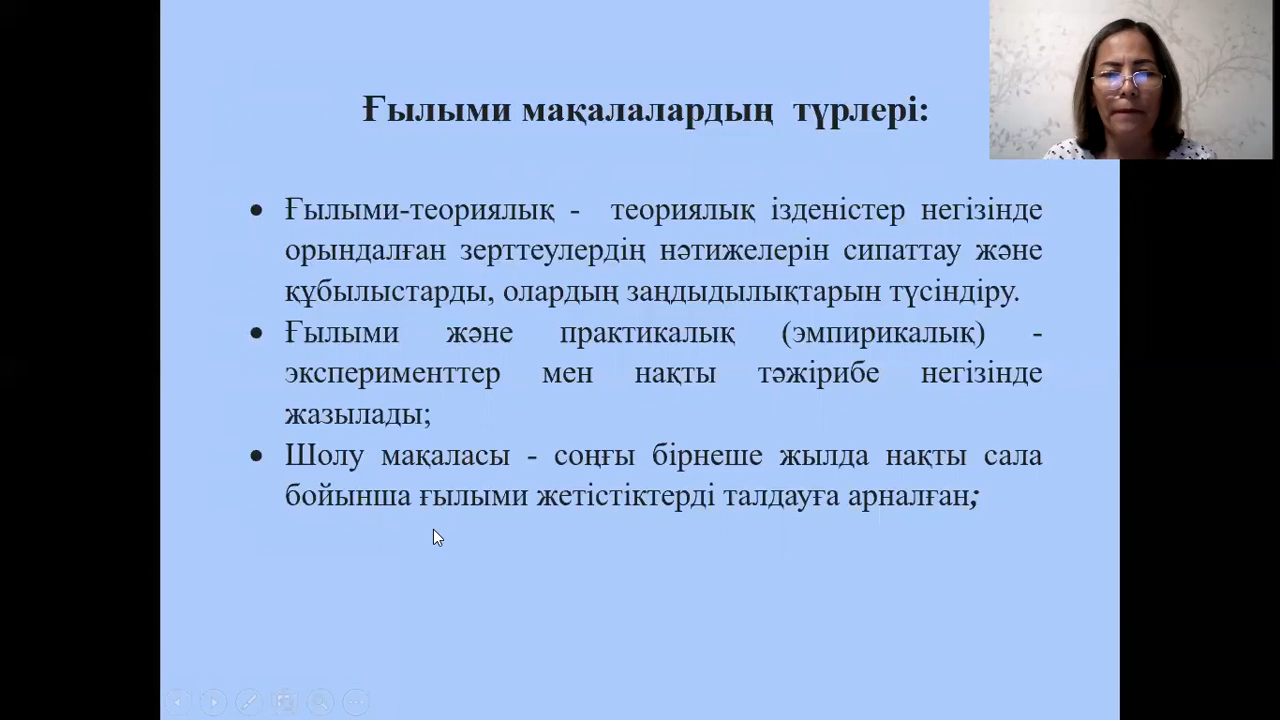 Ғылыми мақалалардың түрлері:
• Ғылыми-теориялық - теориялық ізденістер негізінде
орындалған зерттеулердің нәтижелерін сипаттау және
құбылыстарды, олардың заңдыдылықтарын түсіндіру.
• Ғылыми және практикалық (эмпирикалық) -
эксперименттер мен нақты тәжірибе негізінде
жазылады;
• Шолу мақаласы - соңғы бірнеше жылда нақты сала
бойынша ғылыми жетістіктерді талдауға арналған;